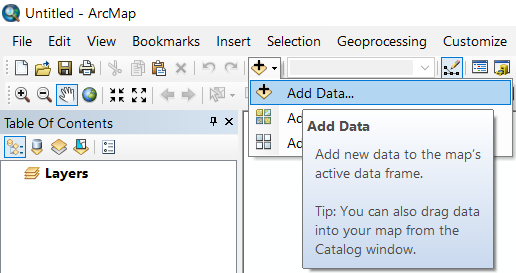 Untitled - ArcMap
File Edit View Bookmarks Insert Selection Geoprocessing Customize
Add Data...
Table Of Contents
Layers
Add Data
Add new data to the map's
active data frame.
Tip: You can also drag data
into your map from the
Catalog window.